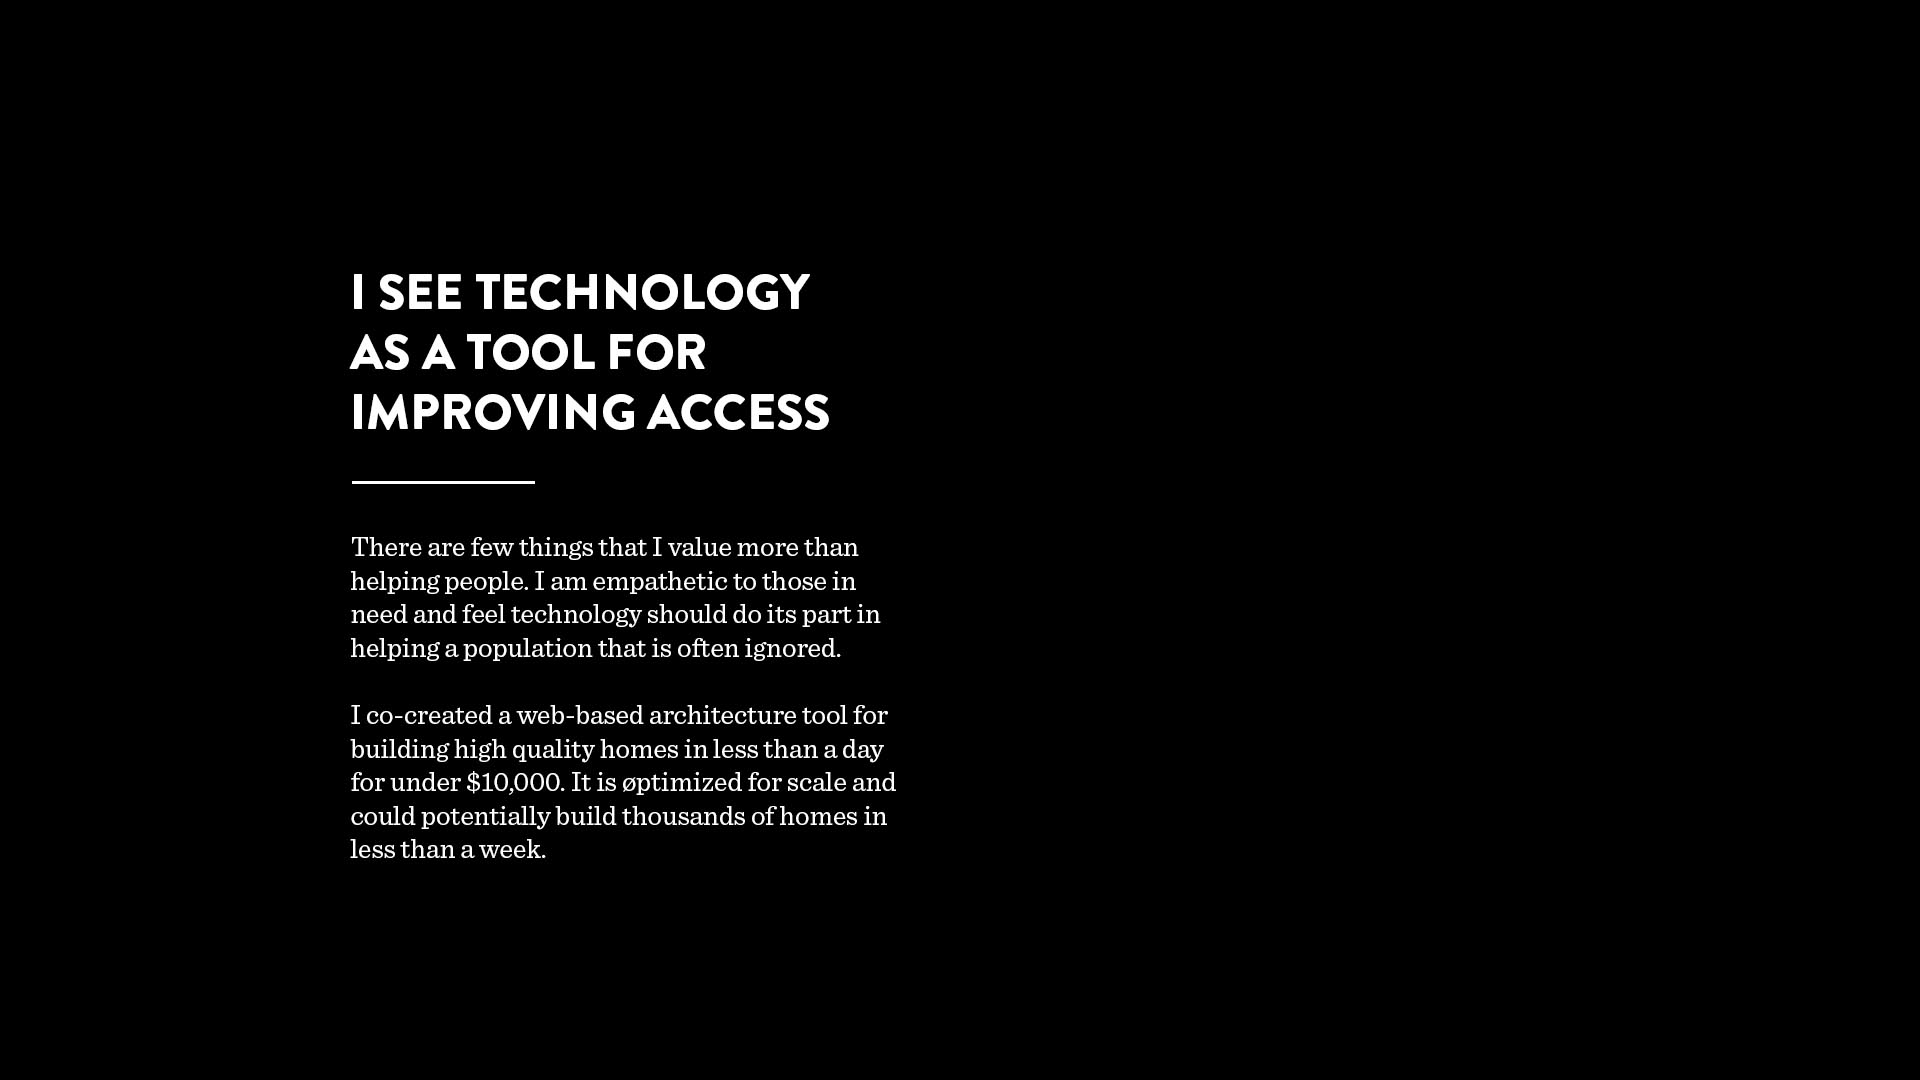 I SEE TECHNOLOGY
AS A TOOL FOR
IMPROVING ACCESS
There are few things that I value more than
helping people. I am empathetic to those in
need and feel technology should do its part in
helping a population that is often ignored.
I co-created a web-based architecture tool for
building high quality homes in less than a day
for under $10,000. It is øptimized for scale and
could potentially build thousands of homes in
less than a week.